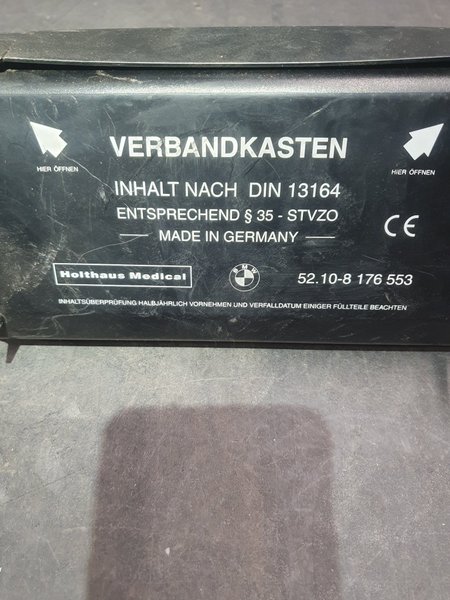 VERBANDKASTEN
HIER ÖFFNEN
HIER ÖFFNEN
INHALT NACH DIN 13164
ENTSPRECHEND § 35 - STVZO
MADE IN GERMANY
CE
Holthaus Medical
BMW
52.10-8 176 553
INHALTSÜBERPRÜFUNG HALBJÄHRLICH VORNEHMEN UND VERFALLDATUM EINIGER FÜLLTEILE BEACHTEN